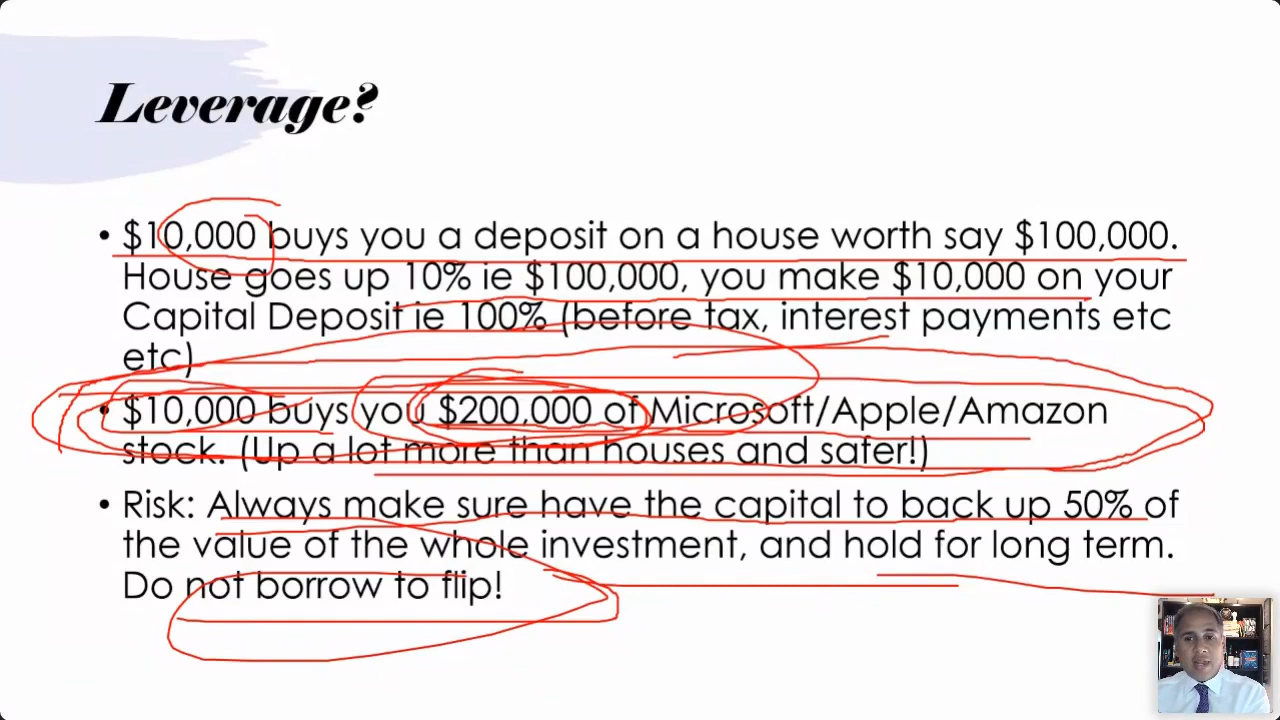 Leverage?
• $10,000 buys you a deposit on a house worth say $100,000.
House goes up 10% ie $100,000, you make $10,000 on your
Capital Deposit ie 100% (before tax, interest payments etc
etc)
• $10,000 buys you $200,000 of Microsoft/Apple/Amazon
stock. (Up a lot more than houses and safer!)
• Risk: Always make sure have the capital to back up 50% of
the value of the whole investment, and hold for long term.
Do not borrow to flip!